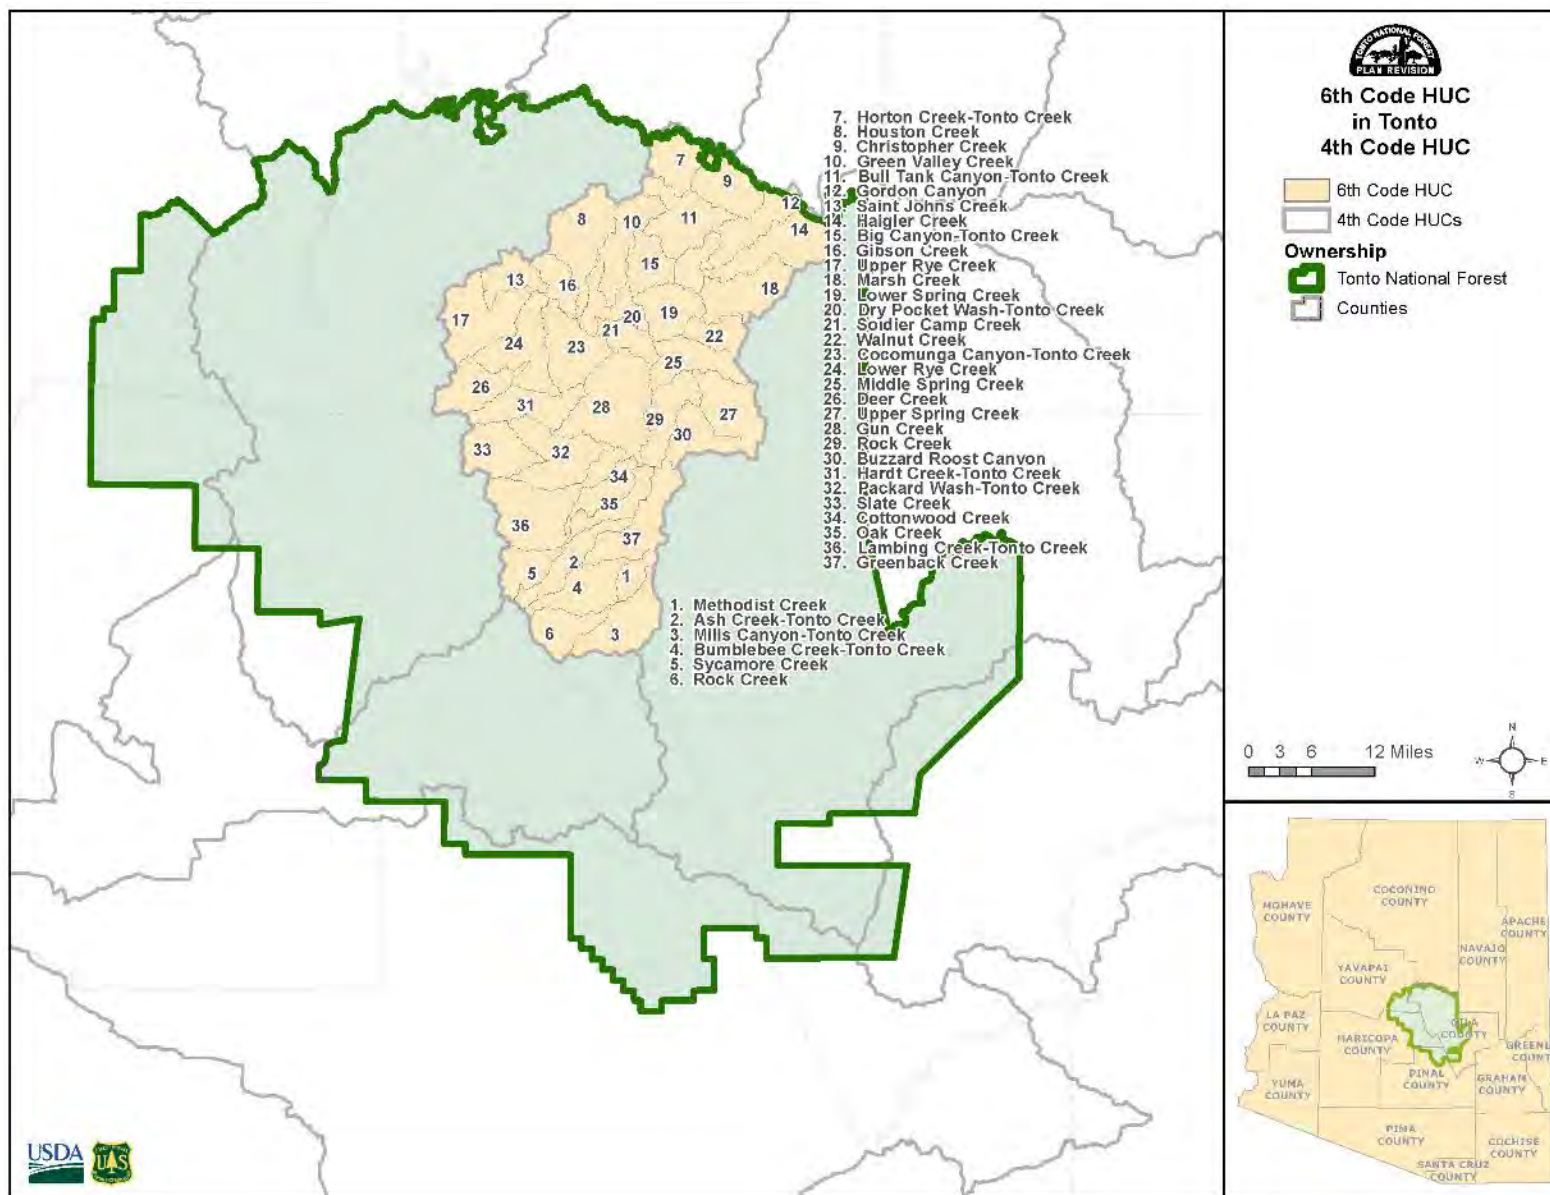 TONTO NATIONAL FOREST
PLAN REVISION
6th Code HUC
in Tonto
4th Code HUC
6th Code HUC
4th Code HUCs
Ownership
Tonto National Forest
Counties
0 3 6 12 Miles
N
W E
S
7. Horton Creek-Tonto Creek
8. Houston Creek
9. Christopher Creek
10. Green Valley Creek
11. Bull Tank Canyon-Tonto Creek
12. Gordon Canyon
13. Saint Johns Creek
14. Haigler Creek
15. Big Canyon-Tonto Creek
16. Gibson Creek
17. Upper Rye Creek
18. Marsh Creek
19. Lower Spring Creek
20. Dry Pocket Wash-Tonto Creek
21. Soldier Camp Creek
22. Walnut Creek
23. Cocomunga Canyon-Tonto Creek
24. Lower Rye Creek
25. Middle Spring Creek
26. Deer Creek
27. Upper Spring Creek
28. Gun Creek
29. Rock Creek
30. Buzzard Roost Canyon
31. Hardt Creek-Tonto Creek
32. Packard Wash-Tonto Creek
33. Slate Creek
34. Cottonwood Creek
35. Oak Creek
36. Lambing Creek-Tonto Creek
37. Greenback Creek
1. Methodist Creek
2. Ash Creek-Tonto Creek
3. Mills Canyon-Tonto Creek
4. Bumblebee Creek-Tonto Creek
5. Sycamore Creek
6. Rock Creek
7
9
12
8
10
11
14
15
13
16
18
17
20
19
21
22
24
23
25
26
31
28
29
27
30
33
32
34
35
36
37
2
5
1
4
6
3
COCONINO
COUNTY
MOHAVE
COUNTY
APACHE
COUNTY
NAVAJO
COUNTY
YAVAPAI
COUNTY
LA PAZ
COUNTY
GILA
COUNTY
MARICOPA
COUNTY
GREENL
COUNT
PINAL
COUNTY
GRAHAM
COUNTY
YUMA
COUNTY
PIMA
COUNTY
COCHISE
COUNTY
SANTA CRUZ
COUNTY
USDA
U S